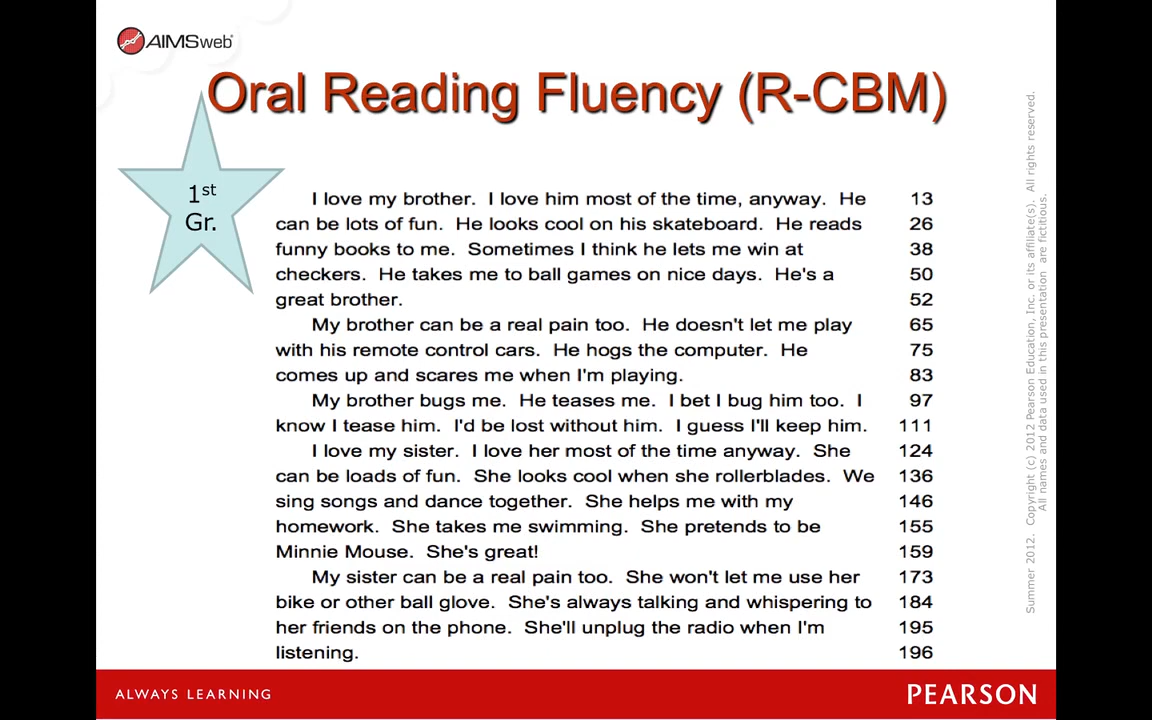 AIMSweb
Oral Reading Fluency (R-CBM)
1st
Gr.
I love my brother. I love him most of the time, anyway. He 13
can be lots of fun. He looks cool on his skateboard. He reads 26
funny books to me. Sometimes I think he lets me win at 38
checkers. He takes me to ball games on nice days. He's a 50
great brother. 52
My brother can be a real pain too. He doesn't let me play 65
with his remote control cars. He hogs the computer. He 75
comes up and scares me when I'm playing. 83
My brother bugs me. He teases me. I bet I bug him too. I 97
know I tease him. I'd be lost without him. I guess I'll keep him. 111
I love my sister. I love her most of the time anyway. She 124
can be loads of fun. She looks cool when she rollerblades. We 136
sing songs and dance together. She helps me with my 146
homework. She takes me swimming. She pretends to be 155
Minnie Mouse. She's great! 159
My sister can be a real pain too. She won't let me use her 173
bike or other ball glove. She's always talking and whispering to 184
her friends on the phone. She'll unplug the radio when I'm 195
listening. 196
Summer 2012. Copyright (c) 2012 Pearson Education, Inc. or its affiliate(s). All rights reserved.
All names and data used in this presentation are fictitious.
ALWAYS LEARNING
PEARSON